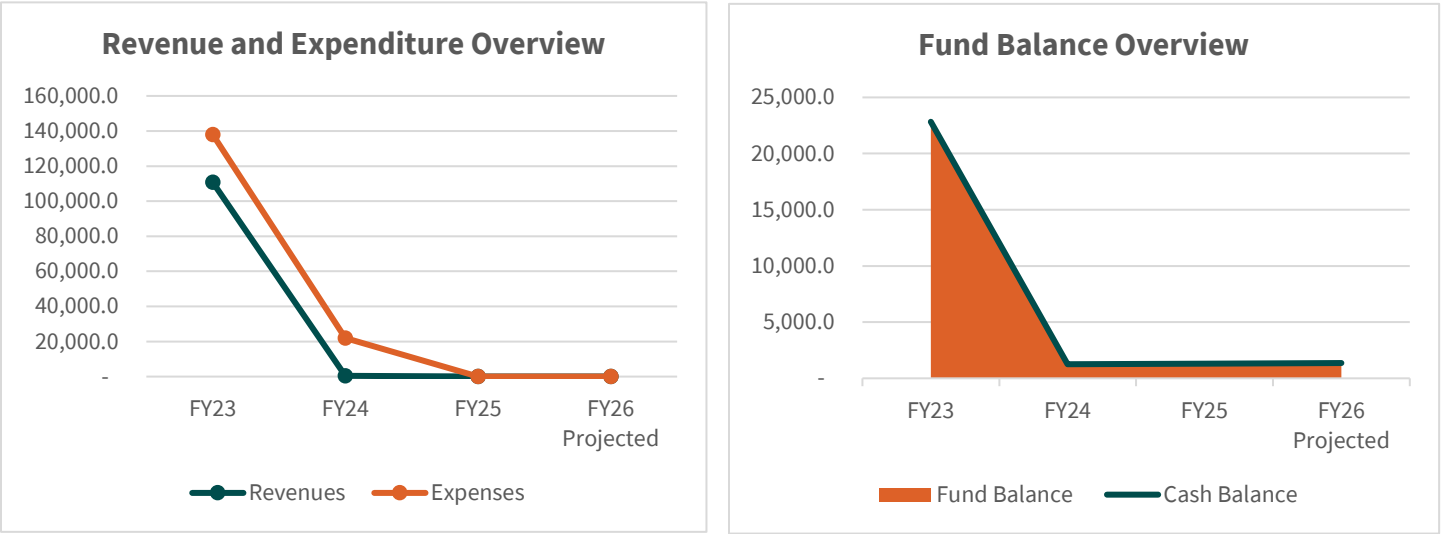 Revenue and Expenditure Overview
160,000.0
140,000.0
120,000.0
100,000.0
80,000.0
60,000.0
40,000.0
20,000.0
-
FY23 FY24 FY25 FY26
Projected
Revenues Expenses
Fund Balance Overview
25,000.0
20,000.0
15,000.0
10,000.0
5,000.0
-
FY23 FY24 FY25 FY26
Projected
Fund Balance Cash Balance